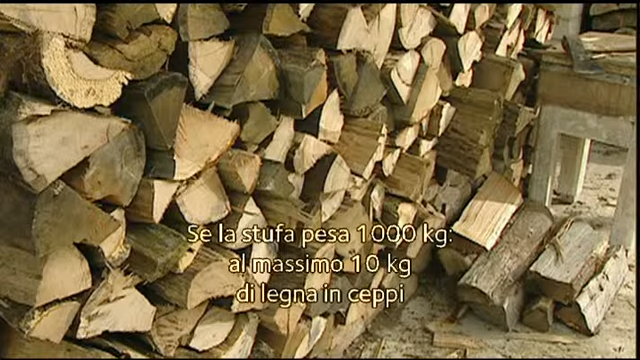 Se la stufa pesa 1000 kg:
al massimo 10 kg
di legna in ceppi